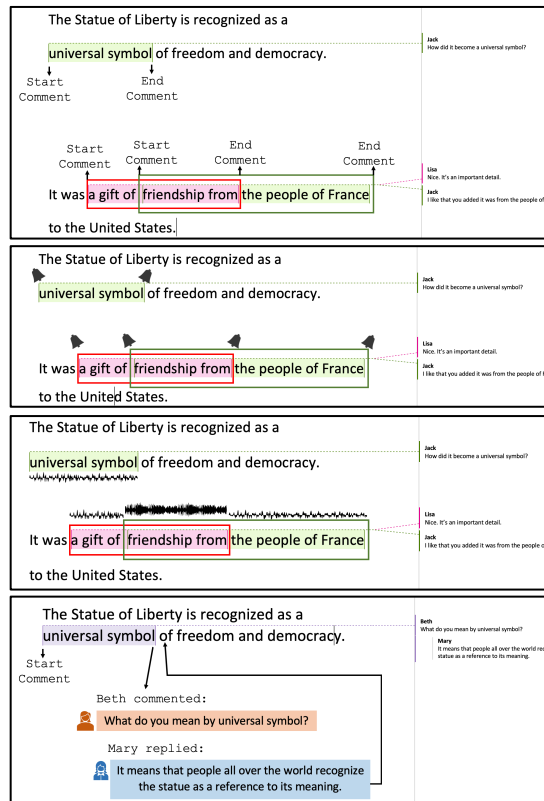 The Statue of Liberty is recognized as a
universal symbol of freedom and democracy.
Jack
How did it become a universal symbol?
Start Comment
End Comment
Start Comment
Start Comment
End Comment
End Comment
It was a gift of friendship from the people of France
to the United States.
Lisa
Nice. It's an important detail.
Jack
I like that you added it was from the people of
The Statue of Liberty is recognized as a
universal symbol of freedom and democracy.
Jack
How did it become a universal symbol?
It was a gift of friendship from the people of France
to the United States.
Lisa
Nice. It's an important detail.
Jack
I like that you added it was from the people of
The Statue of Liberty is recognized as a
universal symbol of freedom and democracy.
Jack
How did it become a universal symbol?
It was a gift of friendship from the people of France
to the United States.
Lisa
Nice. It's an important detail.
Jack
I like that you added it was from the people of
The Statue of Liberty is recognized as a
universal symbol of freedom and democracy.
Start Comment
Beth
What do you mean by universal symbol?
Mary
It means that people all over the world
statue as a reference to its meaning.
Beth commented:
What do you mean by universal symbol?
Mary replied:
It means that people all over the world recognize
the statue as a reference to its meaning.